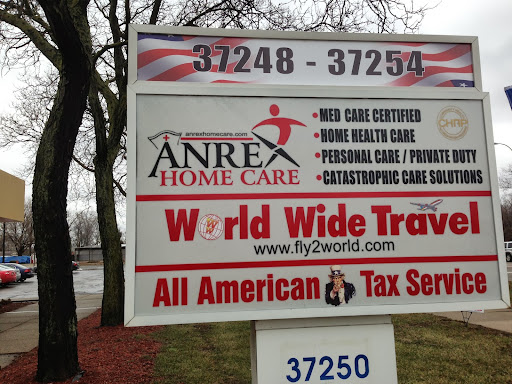 37248 - 37254
anrexhomecare.com
ANREX
HOME CARE
•MED CARE CERTIFIED
•HOME HEALTH CARE
•PERSONAL CARE / PRIVATE DUTY
•CATASTROPHIC CARE SOLUTIONS
CHAP
World Wide Travel
www.fly2world.com
All American Tax Service
37250